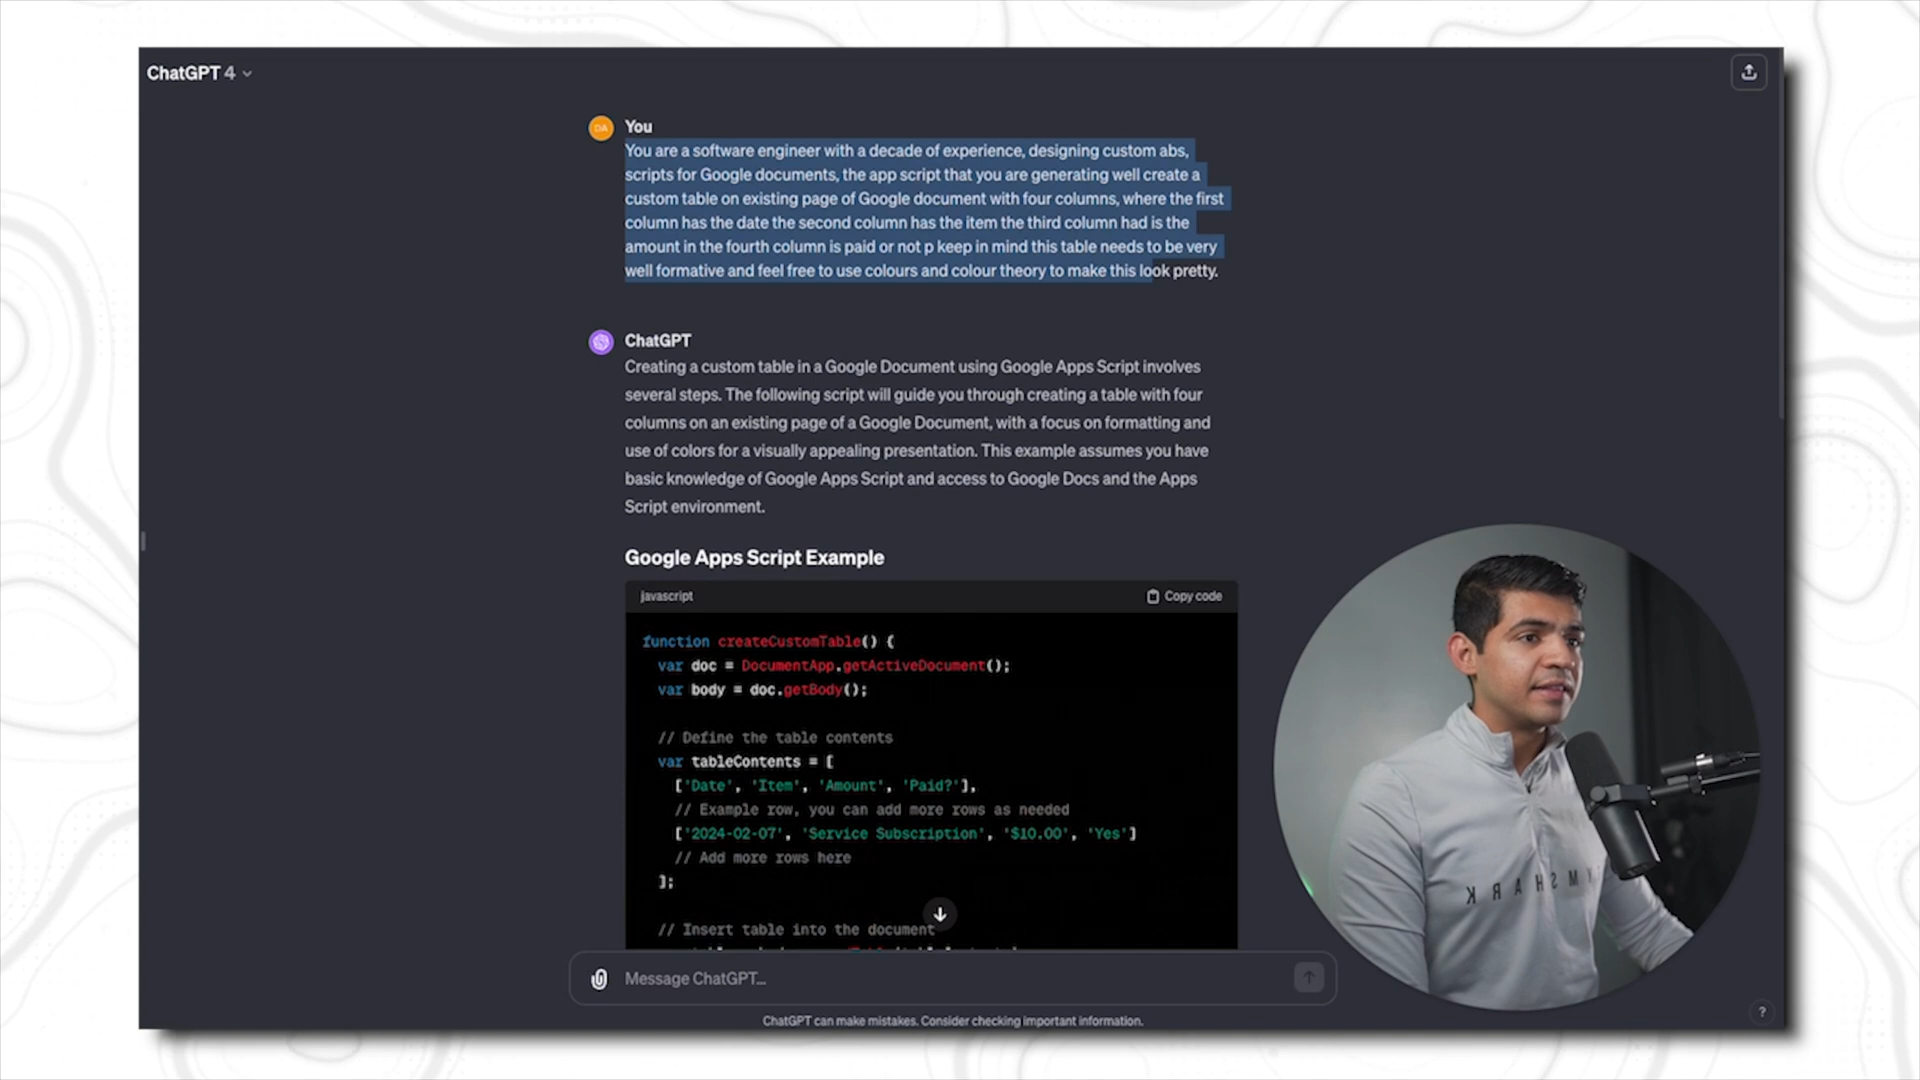 ChatGPT 4
DA
You
You are a software engineer with a decade of experience, designing custom abs,
scripts for Google documents, the app script that you are generating well create a
custom table on existing page of Google document with four columns, where the first
column has the date the second column has the item the third column had is the
amount in the fourth column is paid or not p keep in mind this table needs to be very
well formative and feel free to use colours and colour theory to make this look pretty.
ChatGPT
Creating a custom table in a Google Document using Google Apps Script involves
several steps. The following script will guide you through creating a table with four
columns on an existing page of a Google Document, with a focus on formatting and
use of colors for a visually appealing presentation. This example assumes you have
basic knowledge of Google Apps Script and access to Google Docs and the Apps
Script environment.
Google Apps Script Example
javascript
Copy code
function createCustomTable() {
var doc = DocumentApp.getActiveDocument();
var body = doc.getBody();
// Define the table contents
var tableContents = [
['Date', 'Item', 'Amount', 'Paid?'],
// Example row, you can add more rows as needed
['2024-02-07', 'Service Subscription', '$10.00', 'Yes']
// Add more rows here
];
// Insert table into the document
Message ChatGPT...
ChatGPT can make mistakes. Consider checking important information.
?